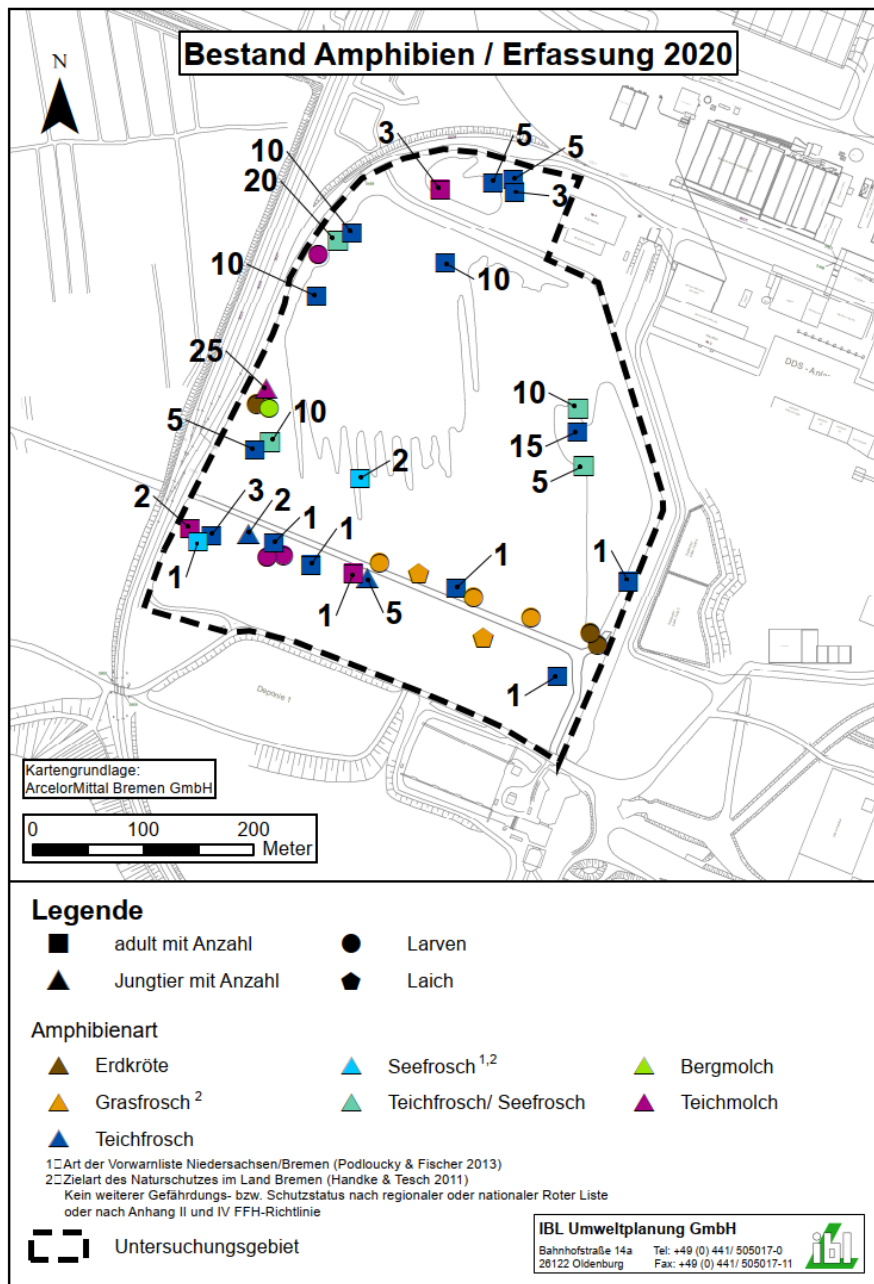 Bestand Amphibien / Erfassung 2020
N
3
5
5
10
3
20
10
10
25
10
10
5
15
2
5
2
3
2
1
1
1
1
1
1
5
1
DDS - Anl
Deponie 1
Kartengrundlage:
ArcelorMittal Bremen GmbH
0 100 200
Meter
Legende
adult mit Anzahl
Larven
Jungtier mit Anzahl
Laich
Amphibienart
Erdkröte
Seefrosch 1,2
Bergmolch
Grasfrosch 2
Teichfrosch/ Seefrosch
Teichmolch
Teichfrosch
1□Art der Vorwarnliste Niedersachsen/Bremen (Podloucky & Fischer 2013)
2□Zielart des Naturschutzes im Land Bremen (Handke & Tesch 2011)
Kein weiterer Gefährdungs- bzw. Schutzstatus nach regionaler oder nationaler Roter Liste
oder nach Anhang II und IV FFH-Richtlinie
Untersuchungsgebiet
IBL Umweltplanung GmbH
Bahnhofstraße 14a Tel: +49 (0) 441/ 505017-0
26122 Oldenburg Fax: +49 (0) 441/ 505017-11
ibl